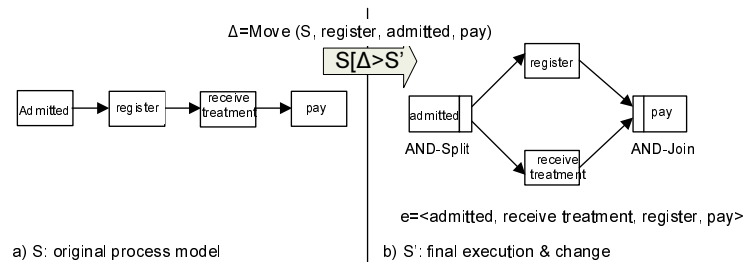 Δ=Move (S, register, admitted, pay)
S[Δ>S’
Admitted
register
receive
treatment
pay
admitted
AND-Split
register
receive
treatment
pay
AND-Join
e=<admitted, receive treatment, register, pay>
a) S: original process model
b) S’: final execution & change